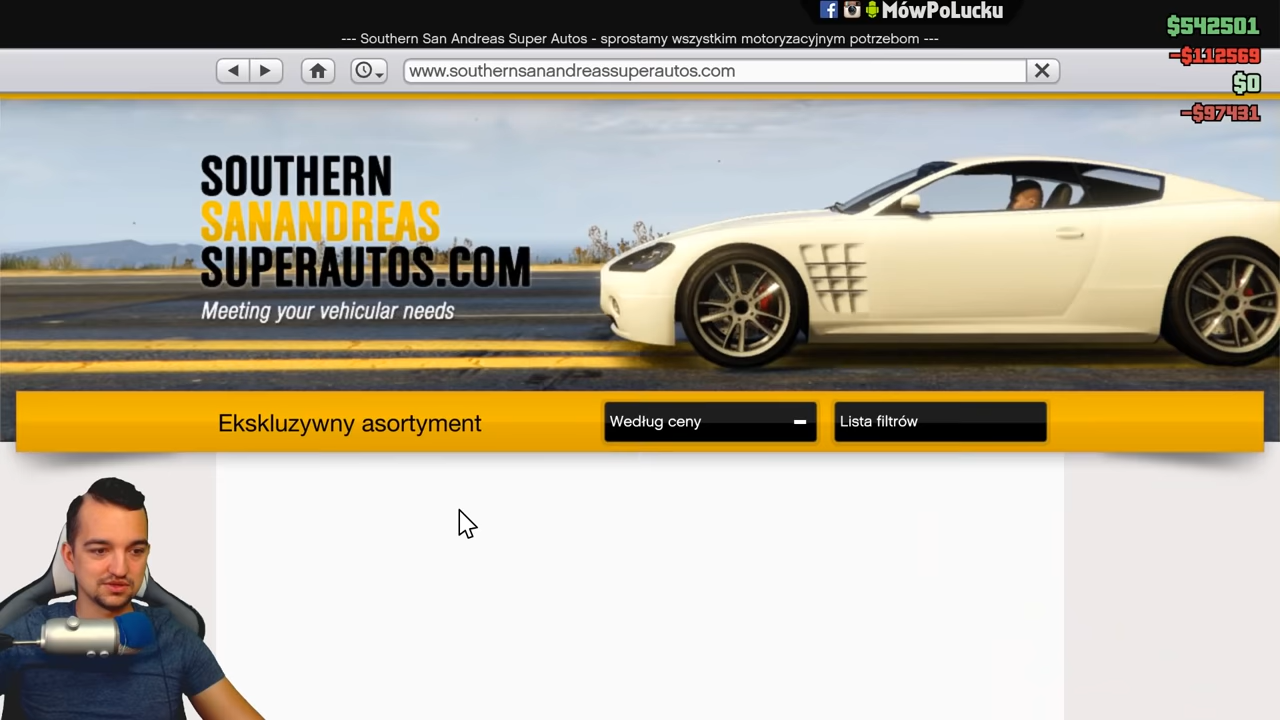 MówPoLucku
--- Southern San Andreas Super Autos - sprostamy wszystkim motoryzacyjnym potrzebom ---
$542501
-$112569
$0
-$97431
www.southernsanandreassuperautos.com
SOUTHERN
SANANDREAS
SUPERAUTOS.COM
Meeting your vehicular needs
Ekskluzywny asortyment
Według ceny
Lista filtrów